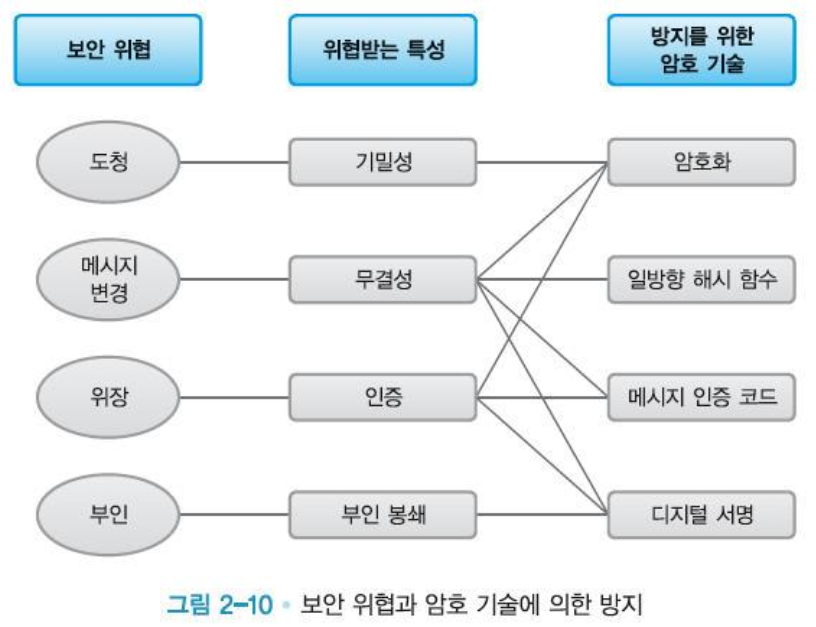 보안 위협
위협받는 특성
방지를 위한
암호 기술
도청
기밀성
암호화
메시지
변경
무결성
일방향 해시 함수
위장
인증
메시지 인증 코드
부인
부인 봉쇄
디지털 서명
그림 2-10 • 보안 위협과 암호 기술에 의한 방지